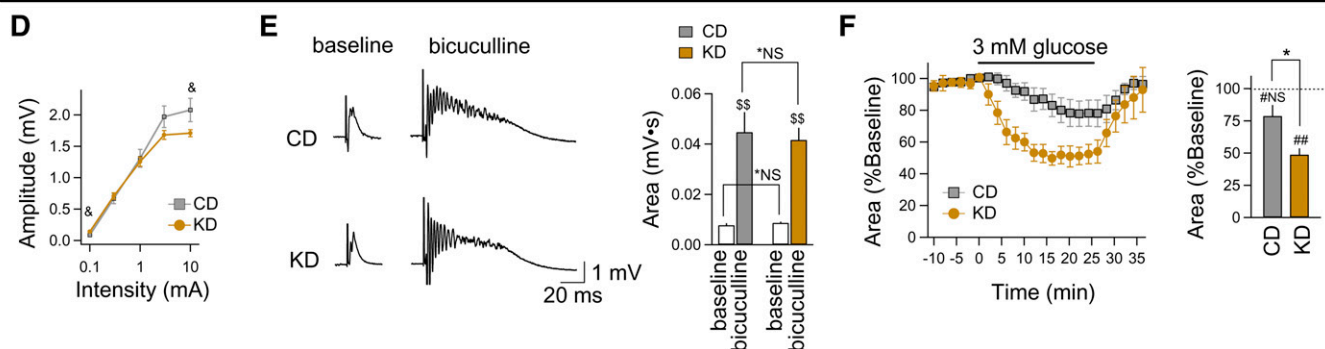 D
&
2.0
1.5
1.0
0.5
0.0
Amplitude (mV)
&
CD
KD
0.1 1 10
Intensity (mA)
E
baseline bicuculline
CD
KD
1 mV
20 ms
CD
KD
*NS
0.06
$$
$$
0.04
*NS
0.02
0.00
Area (mV•s)
baseline
bicuculline
baseline
bicuculline
F
3 mM glucose
100
80
60
40
20
0
Area (%Baseline)
CD
KD
-10 -5 0 5 10 15 20 25 30 35
Time (min)
*
100
#NS
75
##
50
25
0
Area (%Baseline)
CD
KD